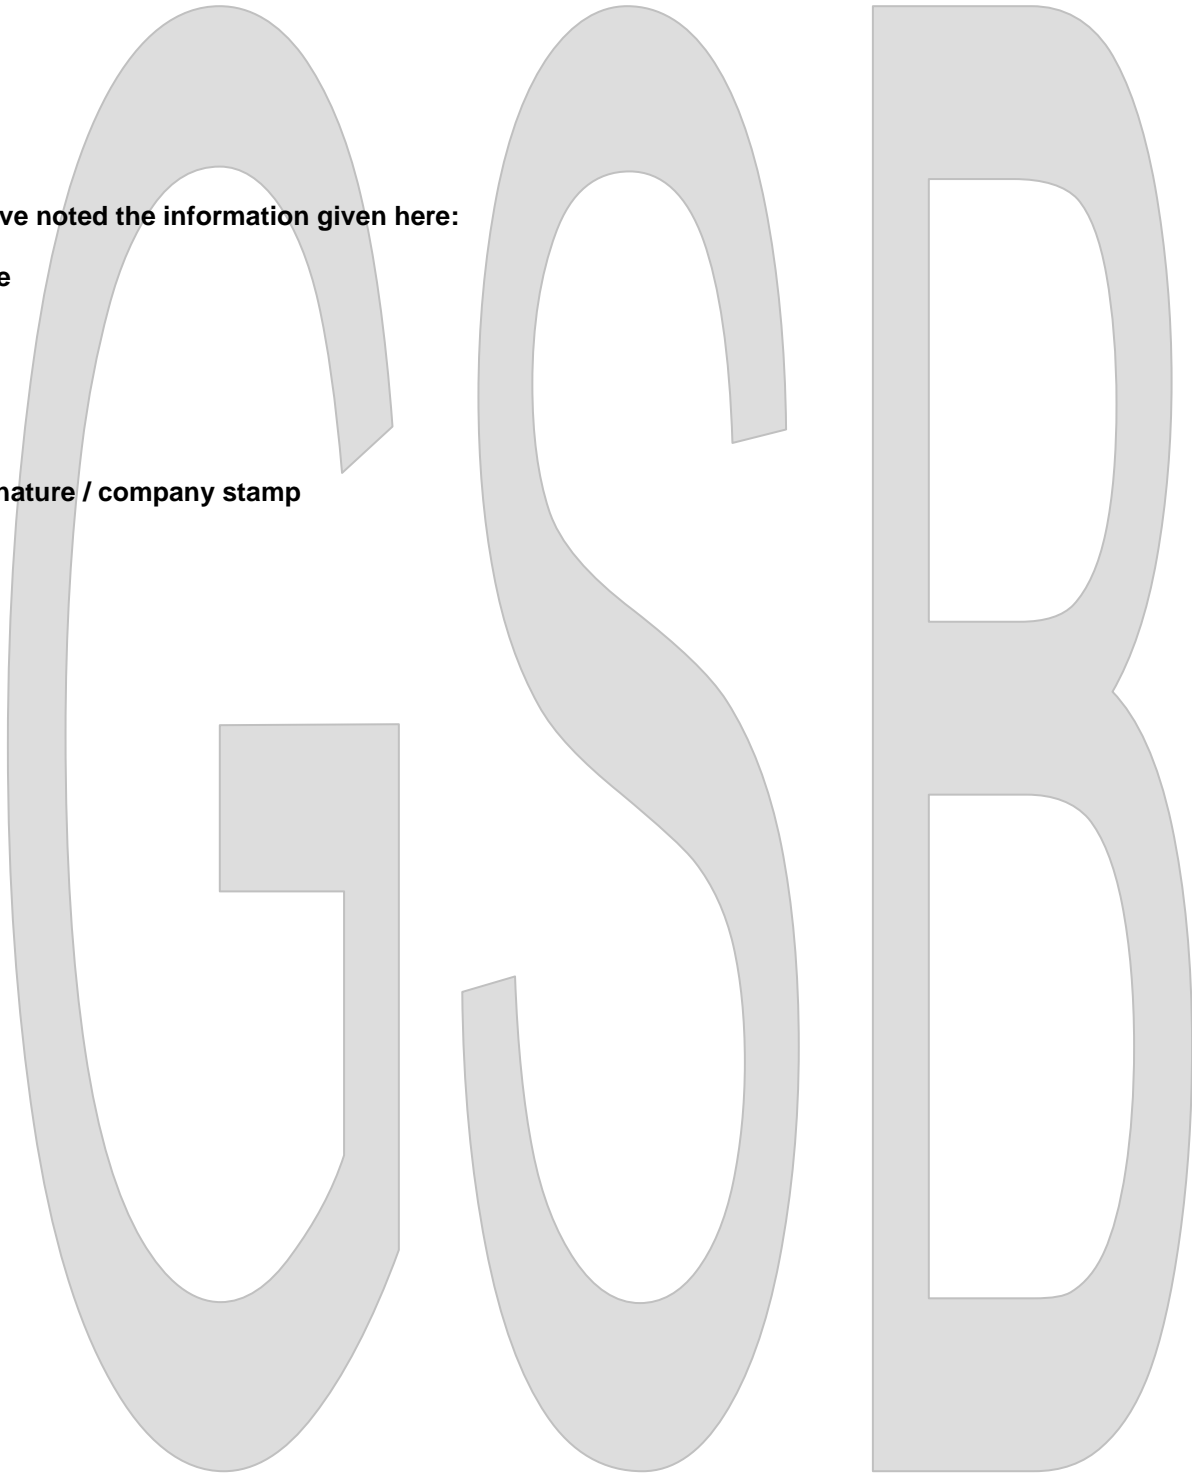 ve noted the information given here:
e
nature / company stamp
GSB